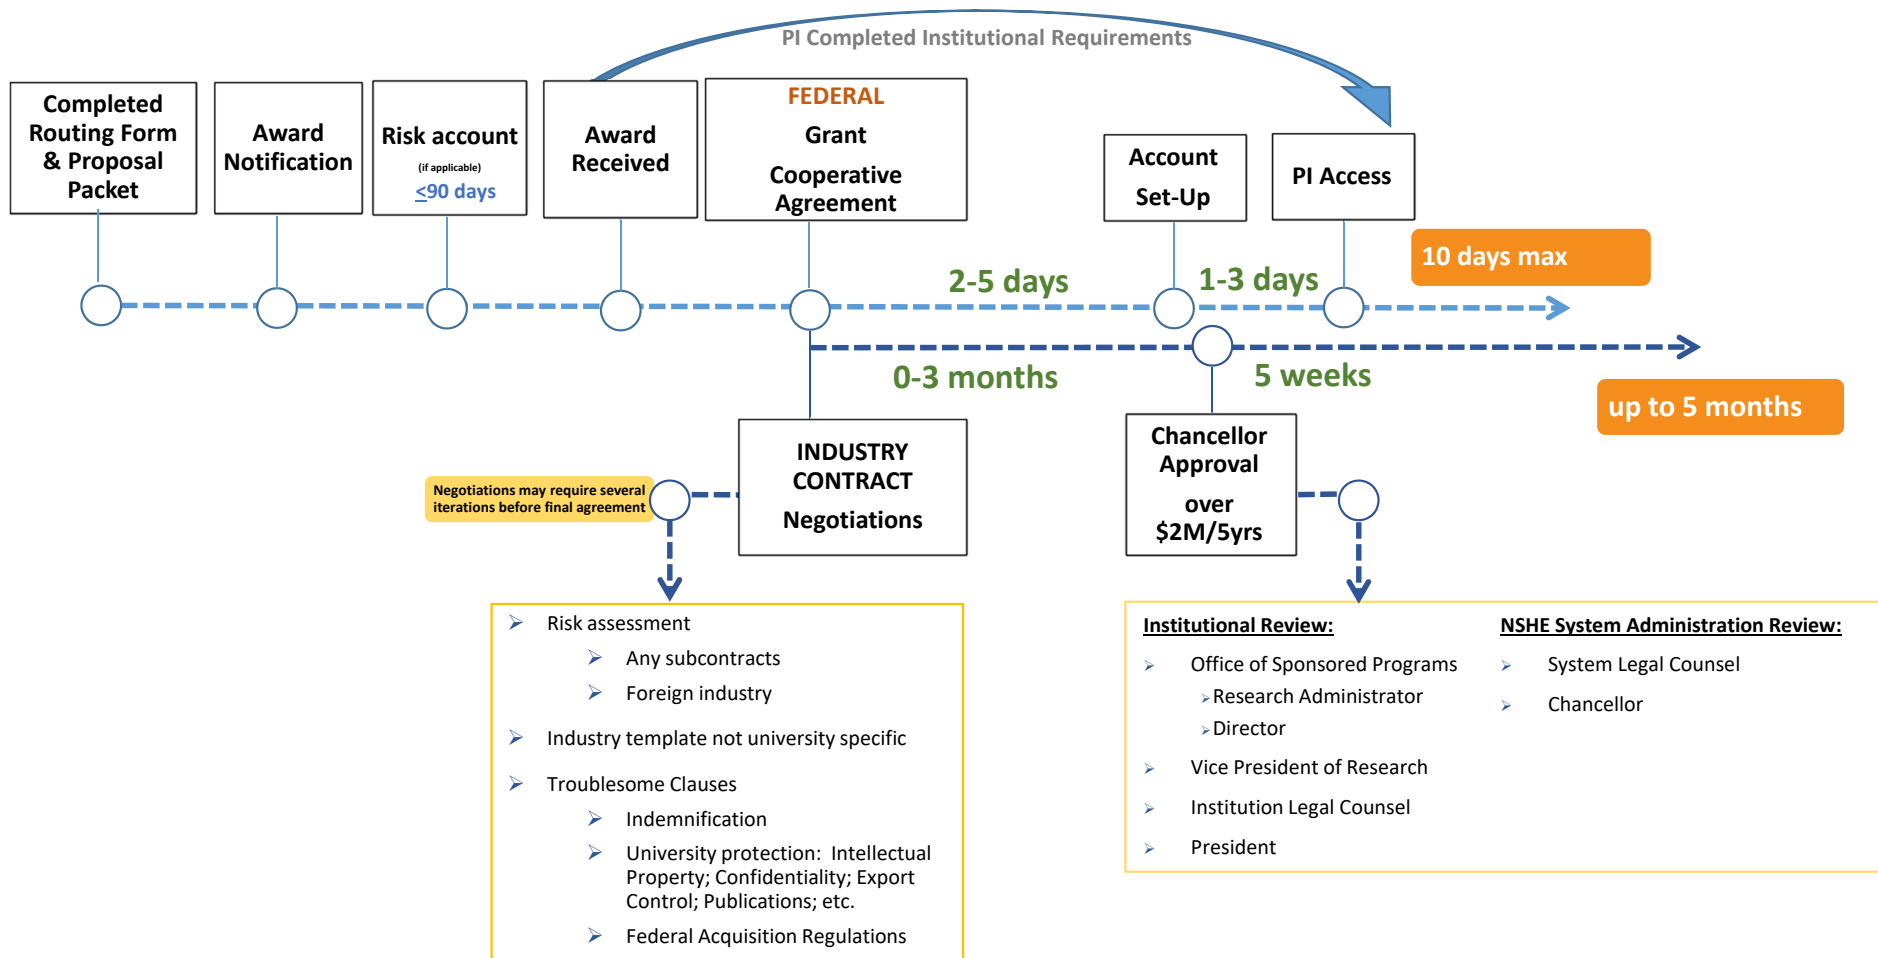 PI Completed Institutional Requirements
Completed
Routing Form
& Proposal
Packet
Award
Notification
Risk account
(if applicable)
<90 days
Award
Received
FEDERAL
Grant
Cooperative
Agreement
Account
Set-Up
PI Access
10 days max
2-5 days
1-3 days
0-3 months
5 weeks
up to 5 months
INDUSTRY
CONTRACT
Negotiations
Negotiations may require several
iterations before final agreement
Chancellor
Approval
over
$2M/5yrs
Risk assessment
Any subcontracts
Foreign industry
Industry template not university specific
Troublesome Clauses
Indemnification
University protection: Intellectual
Property; Confidentiality; Export
Control; Publications; etc.
Federal Acquisition Regulations
Institutional Review:
Office of Sponsored Programs
Research Administrator
Director
Vice President of Research
Institution Legal Counsel
President
NSHE System Administration Review:
System Legal Counsel
Chancellor